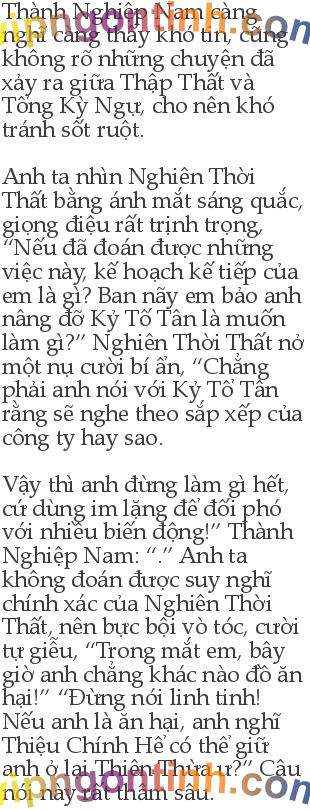 Thành Nghiệp Nam càng
nghĩ càng thấy khó tin, cũng
không rõ những chuyện đã
xảy ra giữa Thập Thất và
Tống Kỳ Ngự, cho nên khó
tránh sốt ruột.

Anh ta nhìn Nghiên Thời
Thất bằng ánh mắt sáng quắc,
giọng điệu rất trịnh trọng,
“Nếu đã đoán được những
việc này, kế hoạch kế tiếp của
em là gì? Ban nãy em bảo anh
nâng đỡ Kỷ Tố Tân là muốn
làm gì?” Nghiên Thời Thất nở
một nụ cười bí ẩn, “Chẳng
phải anh nói với Kỷ Tổ Tân
rằng sẽ nghe theo sắp xếp của
công ty hay sao.

Vậy thì anh đừng làm gì hết,
cứ dùng im lặng để đối phó
với nhiều biến động!” Thành
Nghiệp Nam: “.” Anh ta
không đoán được suy nghĩ
chính xác của Nghiên Thời
Thất, nên bực bội vò tóc, cười
tự giễu, “Trong mắt em, bây
giờ anh chẳng khác nào đồ ăn
hại!” “Đừng nói linh tinh!
Nếu anh là ăn hại, anh nghĩ
Thiệu Chính Hể có thể giữ
anh ở lại Thiên Thừa ư?” Câu
nói này rất thâm sâu.
vipngontinh.com
vipngontinh.com